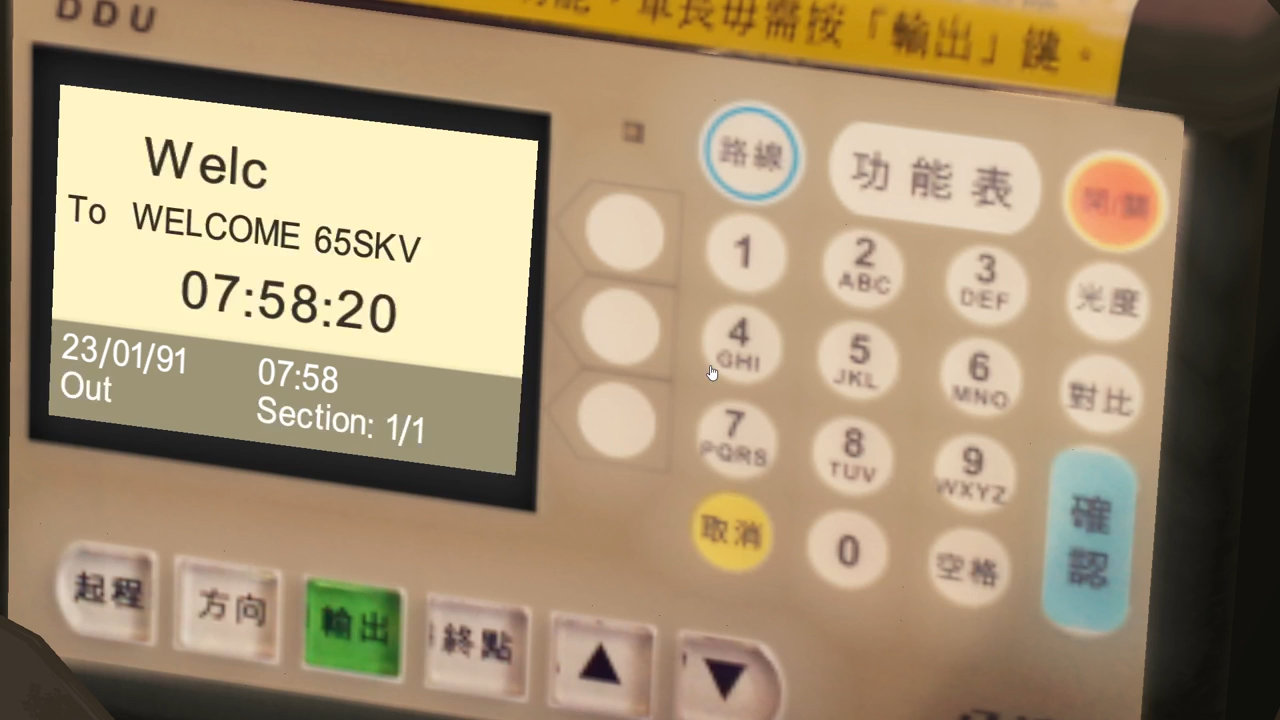 DDU
功能，車長毋需按「輸出」鍵。
Welc
To WELCOME 65SKV
07:58:20
23/01/91 07:58
Out Section: 1/1
路線 功能表 開/關
1 2 ABC 3 DEF 光度
4 GHI 5 JKL 6 MNO 對比
7 PQRS 8 TUV 9 WXYZ 確認
取消 0 空格
起程 方向 輸出 終點 ▲ ▼